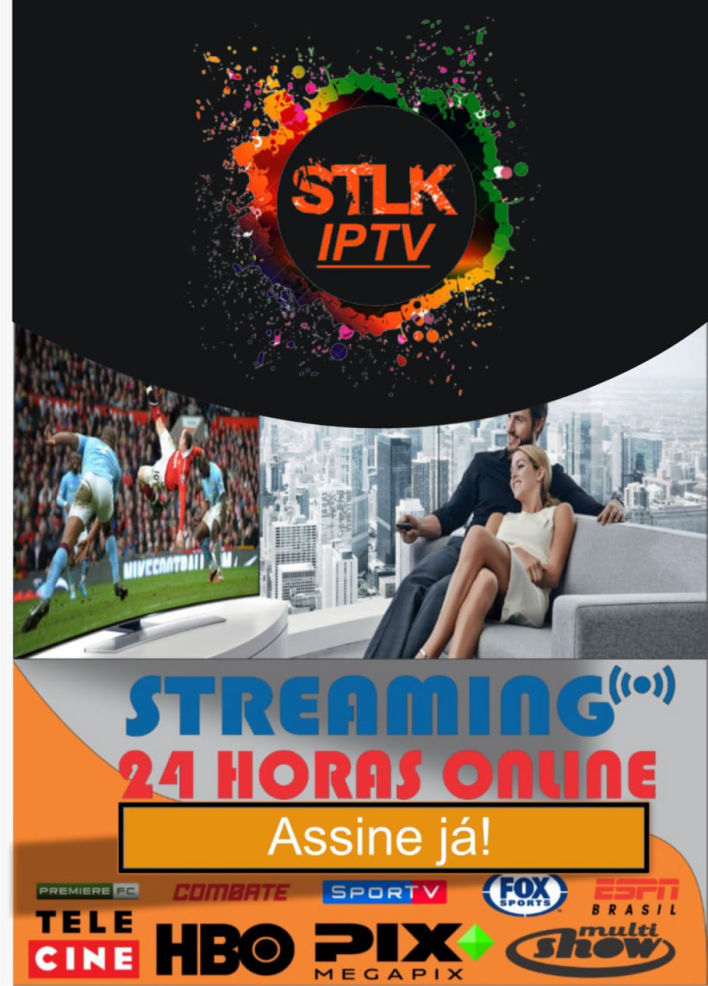 STLK
IPTV
NIKEFOOTBALL
STREAMING
24 HORAS ONLINE
Assine já!
PREMIERE FC
COMBATE
SPORTV
FOX
SPORTS
ESPN
BRASIL
TELE
CINE
HBO
PIX
MEGAPIX
multi
show